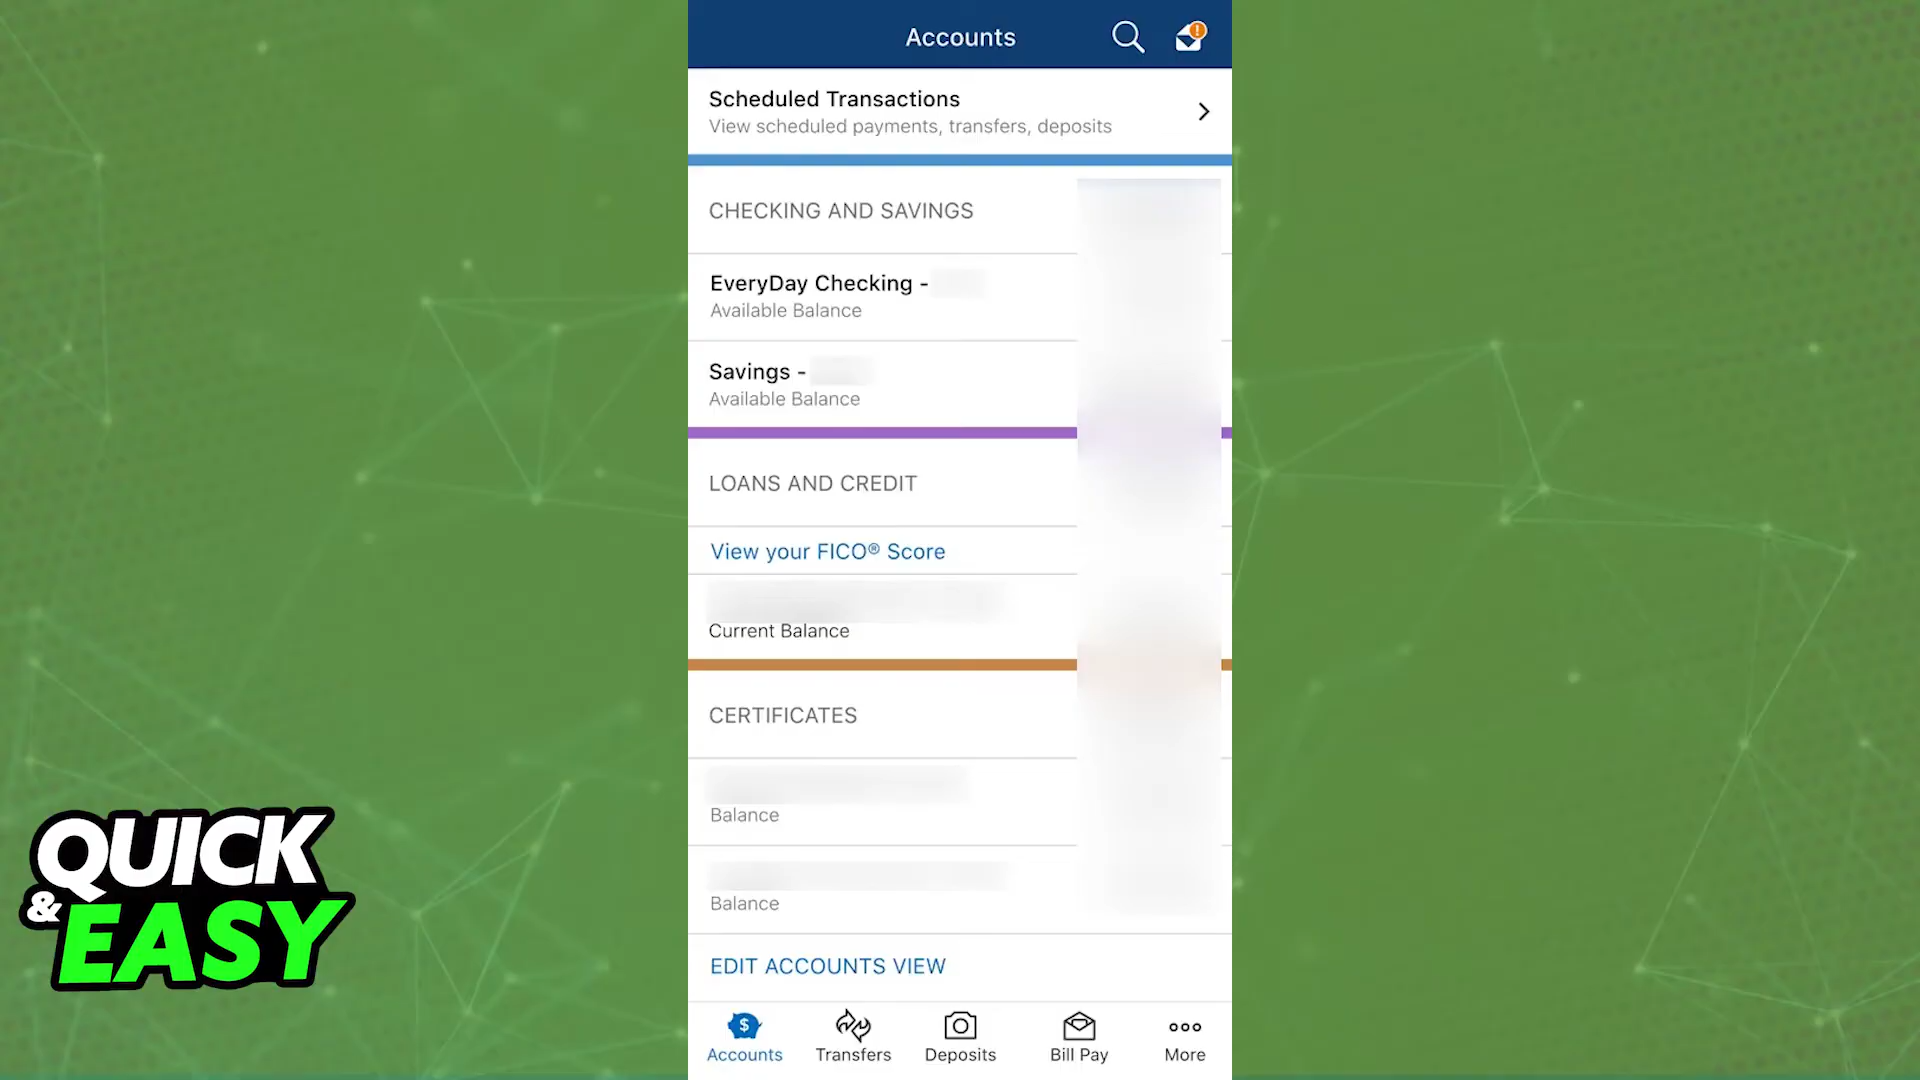 Accounts
Scheduled Transactions
View scheduled payments, transfers, deposits
CHECKING AND SAVINGS
EveryDay Checking -
Available Balance
Savings -
Available Balance
LOANS AND CREDIT
View your FICO® Score
Current Balance
CERTIFICATES
Balance
Balance
EDIT ACCOUNTS VIEW
Accounts Transfers Deposits Bill Pay More
QUICK
& EASY